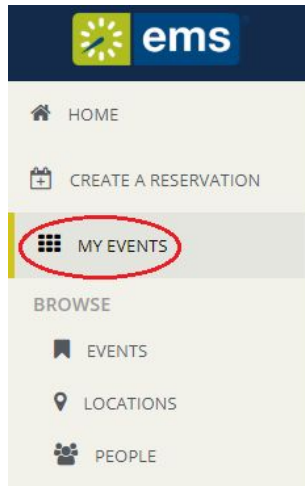 ems
HOME
CREATE A RESERVATION
MY EVENTS
BROWSE
EVENTS
LOCATIONS
PEOPLE